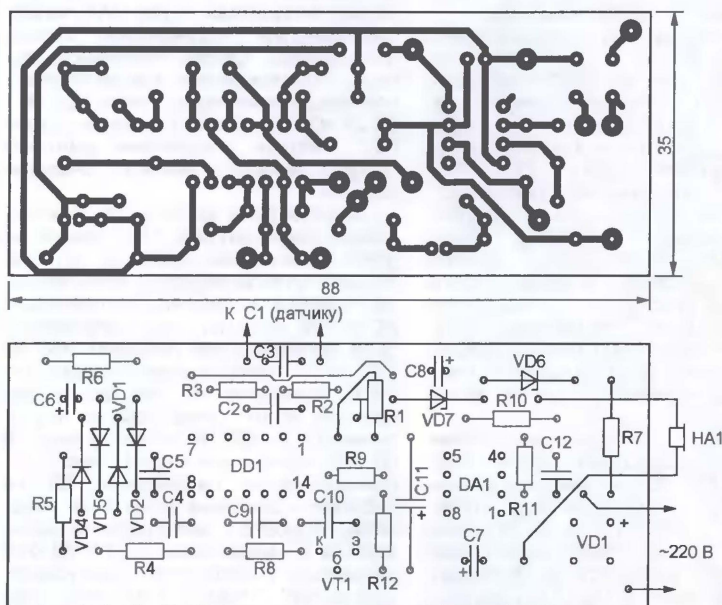 35
88
К С1 (датчику)
R6
C6
+
VD1
R3
C3
R2
C2
R1
C8
+
VD7
VD6
R10
R7
HA1
7
1
DD1
8
14
C5
R5
VD4
VD5
VD2
C4
R4
C9
R8
C10
R9
К
Э
VT1
R12
C11
+
5
4
DA1
8
1
R11
C12
C7
+
+
VD1
~220 В